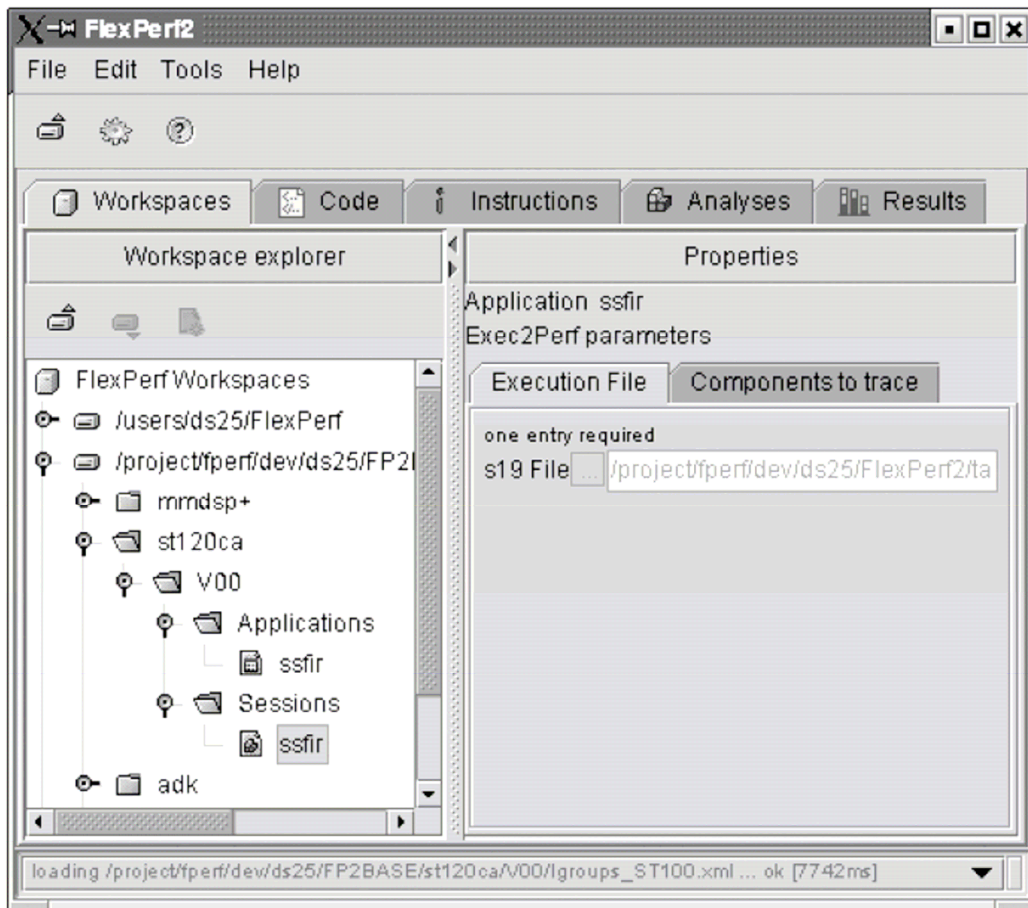 FlexPerf2
File Edit Tools Help
Workspaces Code Instructions Analyses Results
Workspace explorer
Properties
Application ssfir
Exec2Perf parameters
FlexPerf Workspaces
/users/ds25/FlexPerf
/project/fperf/dev/ds25/FP2
mmdsp+
st120ca
V00
Applications
ssfir
Sessions
ssfir
adk
Execution File Components to trace
one entry required
s19 File ... /project/fperf/dev/ds25/FlexPerf2/ta
loading /project/fperf/dev/ds25/FP2BASE/st120ca/V00/Igroups_ST100.xml ... ok [7742ms]